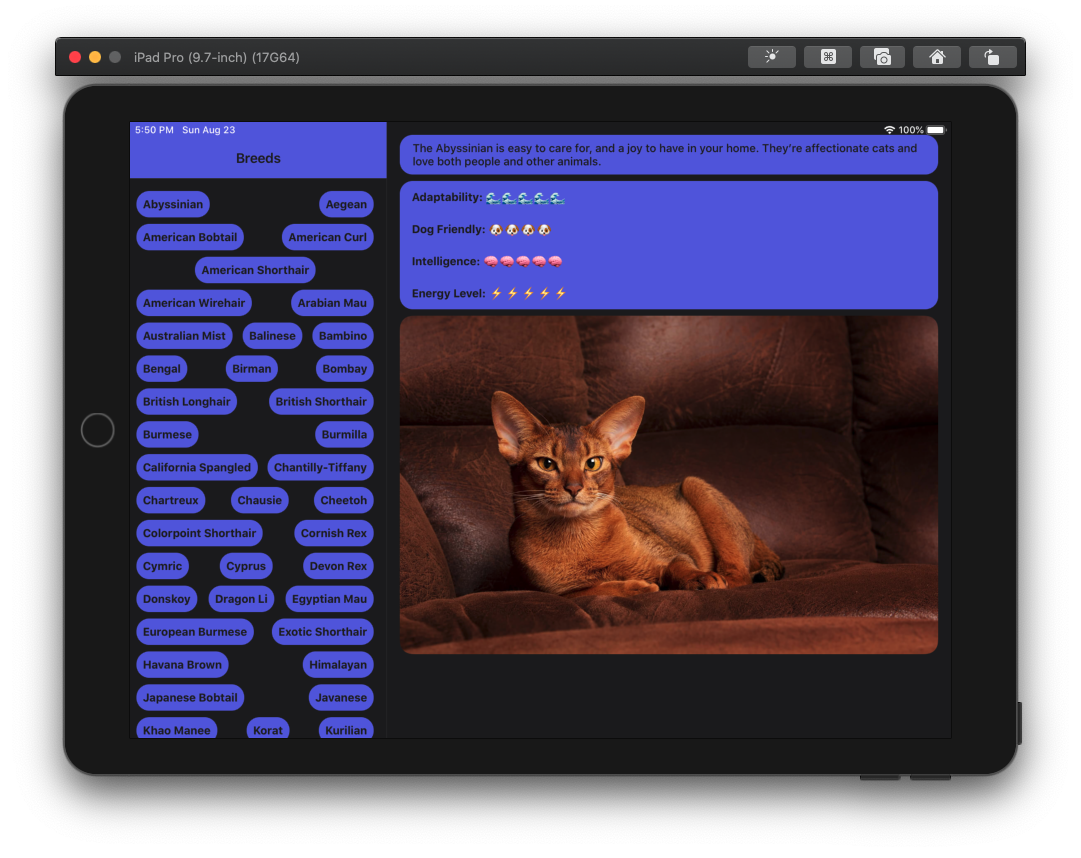 iPad Pro (9.7-inch) (17G64)
5:50 PM Sun Aug 23
100%
Breeds
Abyssinian Aegean
American Bobtail American Curl
American Shorthair
American Wirehair Arabian Mau
Australian Mist Balinese Bambino
Bengal Birman Bombay
British Longhair British Shorthair
Burmese Burmilla
California Spangled Chantilly-Tiffany
Chartreux Chausie Cheetoh
Colorpoint Shorthair Cornish Rex
Cymric Cyprus Devon Rex
Donskoy Dragon Li Egyptian Mau
European Burmese Exotic Shorthair
Havana Brown Himalayan
Japanese Bobtail Javanese
Khao Manee Korat Kurilian
The Abyssinian is easy to care for, and a joy to have in your home. They're affectionate cats and
love both people and other animals.
Adaptability: 🌊🌊🌊🌊🌊
Dog Friendly: 🐶🐶🐶🐶
Intelligence: 🧠🧠🧠🧠🧠
Energy Level: ⚡⚡⚡⚡⚡